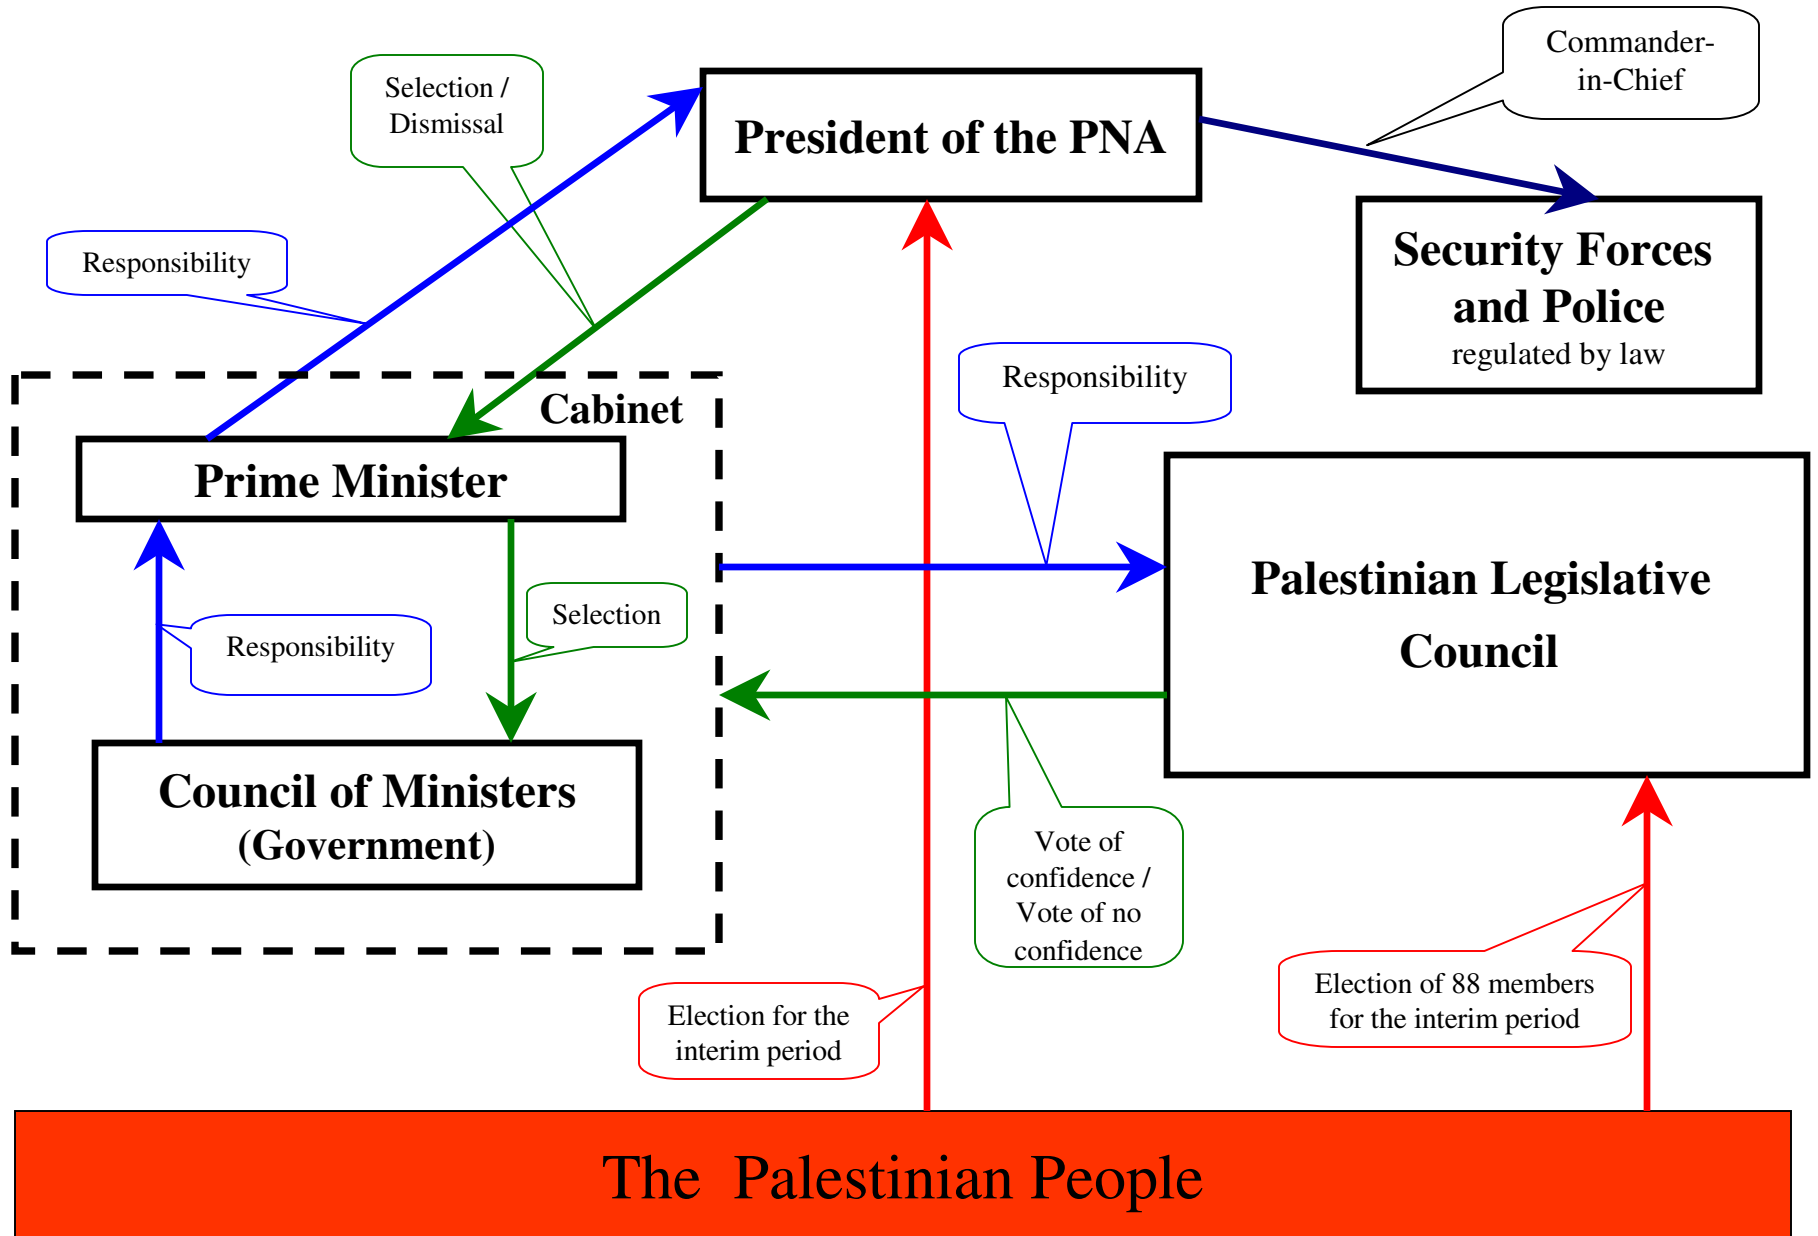 Commander-
in-Chief
Selection /
Dismissal
President of the PNA
Responsibility
Security Forces
and Police
regulated by law
Responsibility
Cabinet
Prime Minister
Palestinian Legislative
Council
Selection
Responsibility
Council of Ministers
(Government)
Vote of
confidence /
Vote of no
confidence
Election of 88 members
for the interim period
Election for the
interim period
The Palestinian People